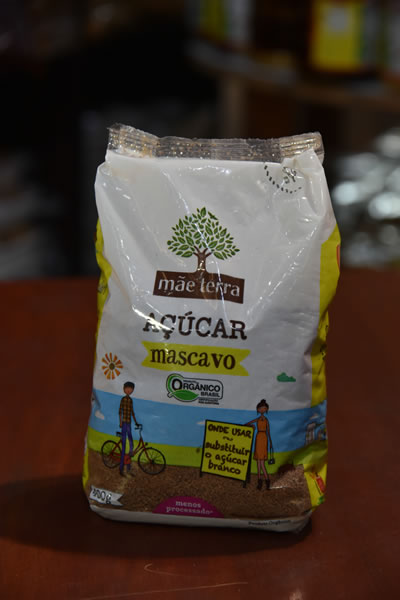 mãe terra
AÇÚCAR
mascavo
ORGÂNICO
BRASIL
ONDE USAR
substituir
o açúcar
branco
menos
processado